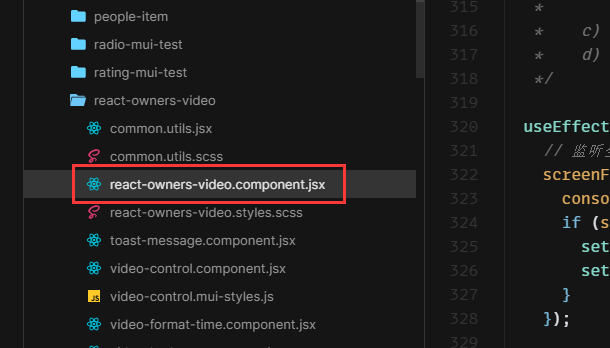 people-item
radio-mui-test
rating-mui-test
react-owners-video
common.utils.jsx
common.utils.scss
react-owners-video.component.jsx
react-owners-video.styles.scss
toast-message.component.jsx
video-control.component.jsx
JS video-control.mui-styles.js
video-format-time.component.jsx
315 *
316 * c)
317 * d)
318 */
319
320 useEffect
321 // 监听
322 screenF
323 conso
324 if (s
325 set
326 set
327 }
328 });
329